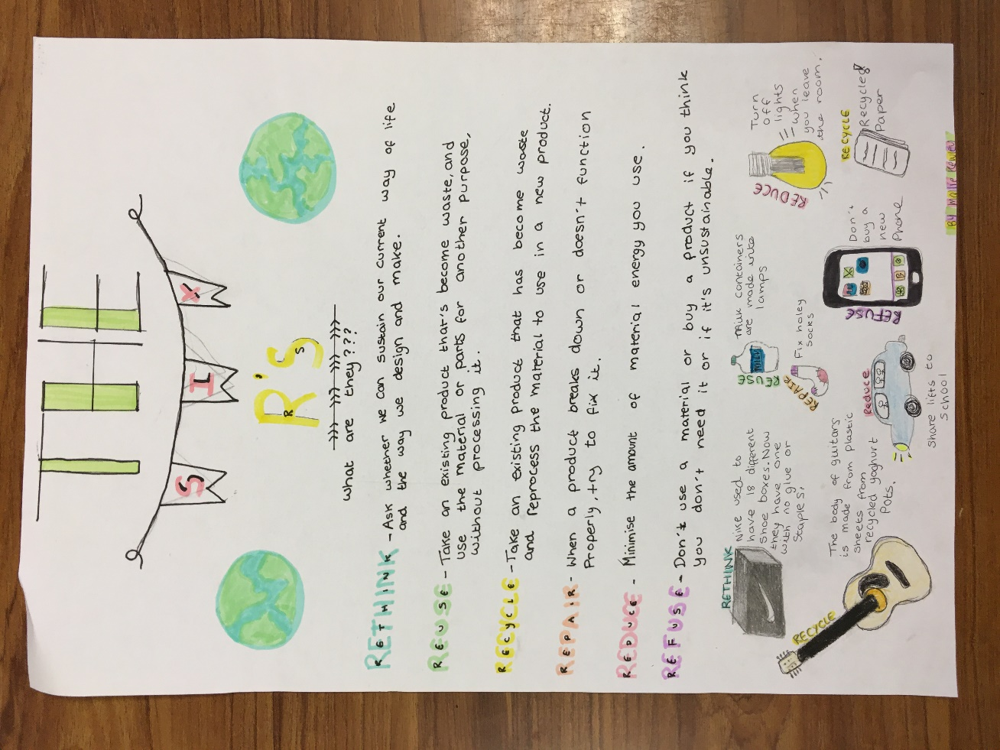 THE
SIX
R'S
what are they???
RETHINK - Ask whether we can sustain our current way of life
and the way we design and make.
REUSE - Take an existing product that's become waste, and
use the material or parts for another purpose,
without processing it.
RECYCLE - Take an existing product that has become waste
and reprocess the material to use in a new product.
REPAIR - When a product breaks down or doesn't function
Properly, try to fix it.
REDUCE - Minimise the amount of material energy you use.
REFUSE - Don't use a material or buy a product if you think
you don't need it or if it's unsustainable.
RETHINK
Nike used to
have 18 different
Shoe boxes. Now
they have one
with no glue or
Staples.
REUSE
MILK
Milk containers
are made into
lamps
REPAIR
Fix holey
Socks
REDUCE
Turn
off
lights
when
you leave
the room.
RECYCLE
The body of guitars
is made from plastic
Sheets from
recycled yoghurt
Pots.
Reduce
Share lifts to
School
REFUSE
Don't
buy a
new
Phone
RECYCLE
Recycled
Paper